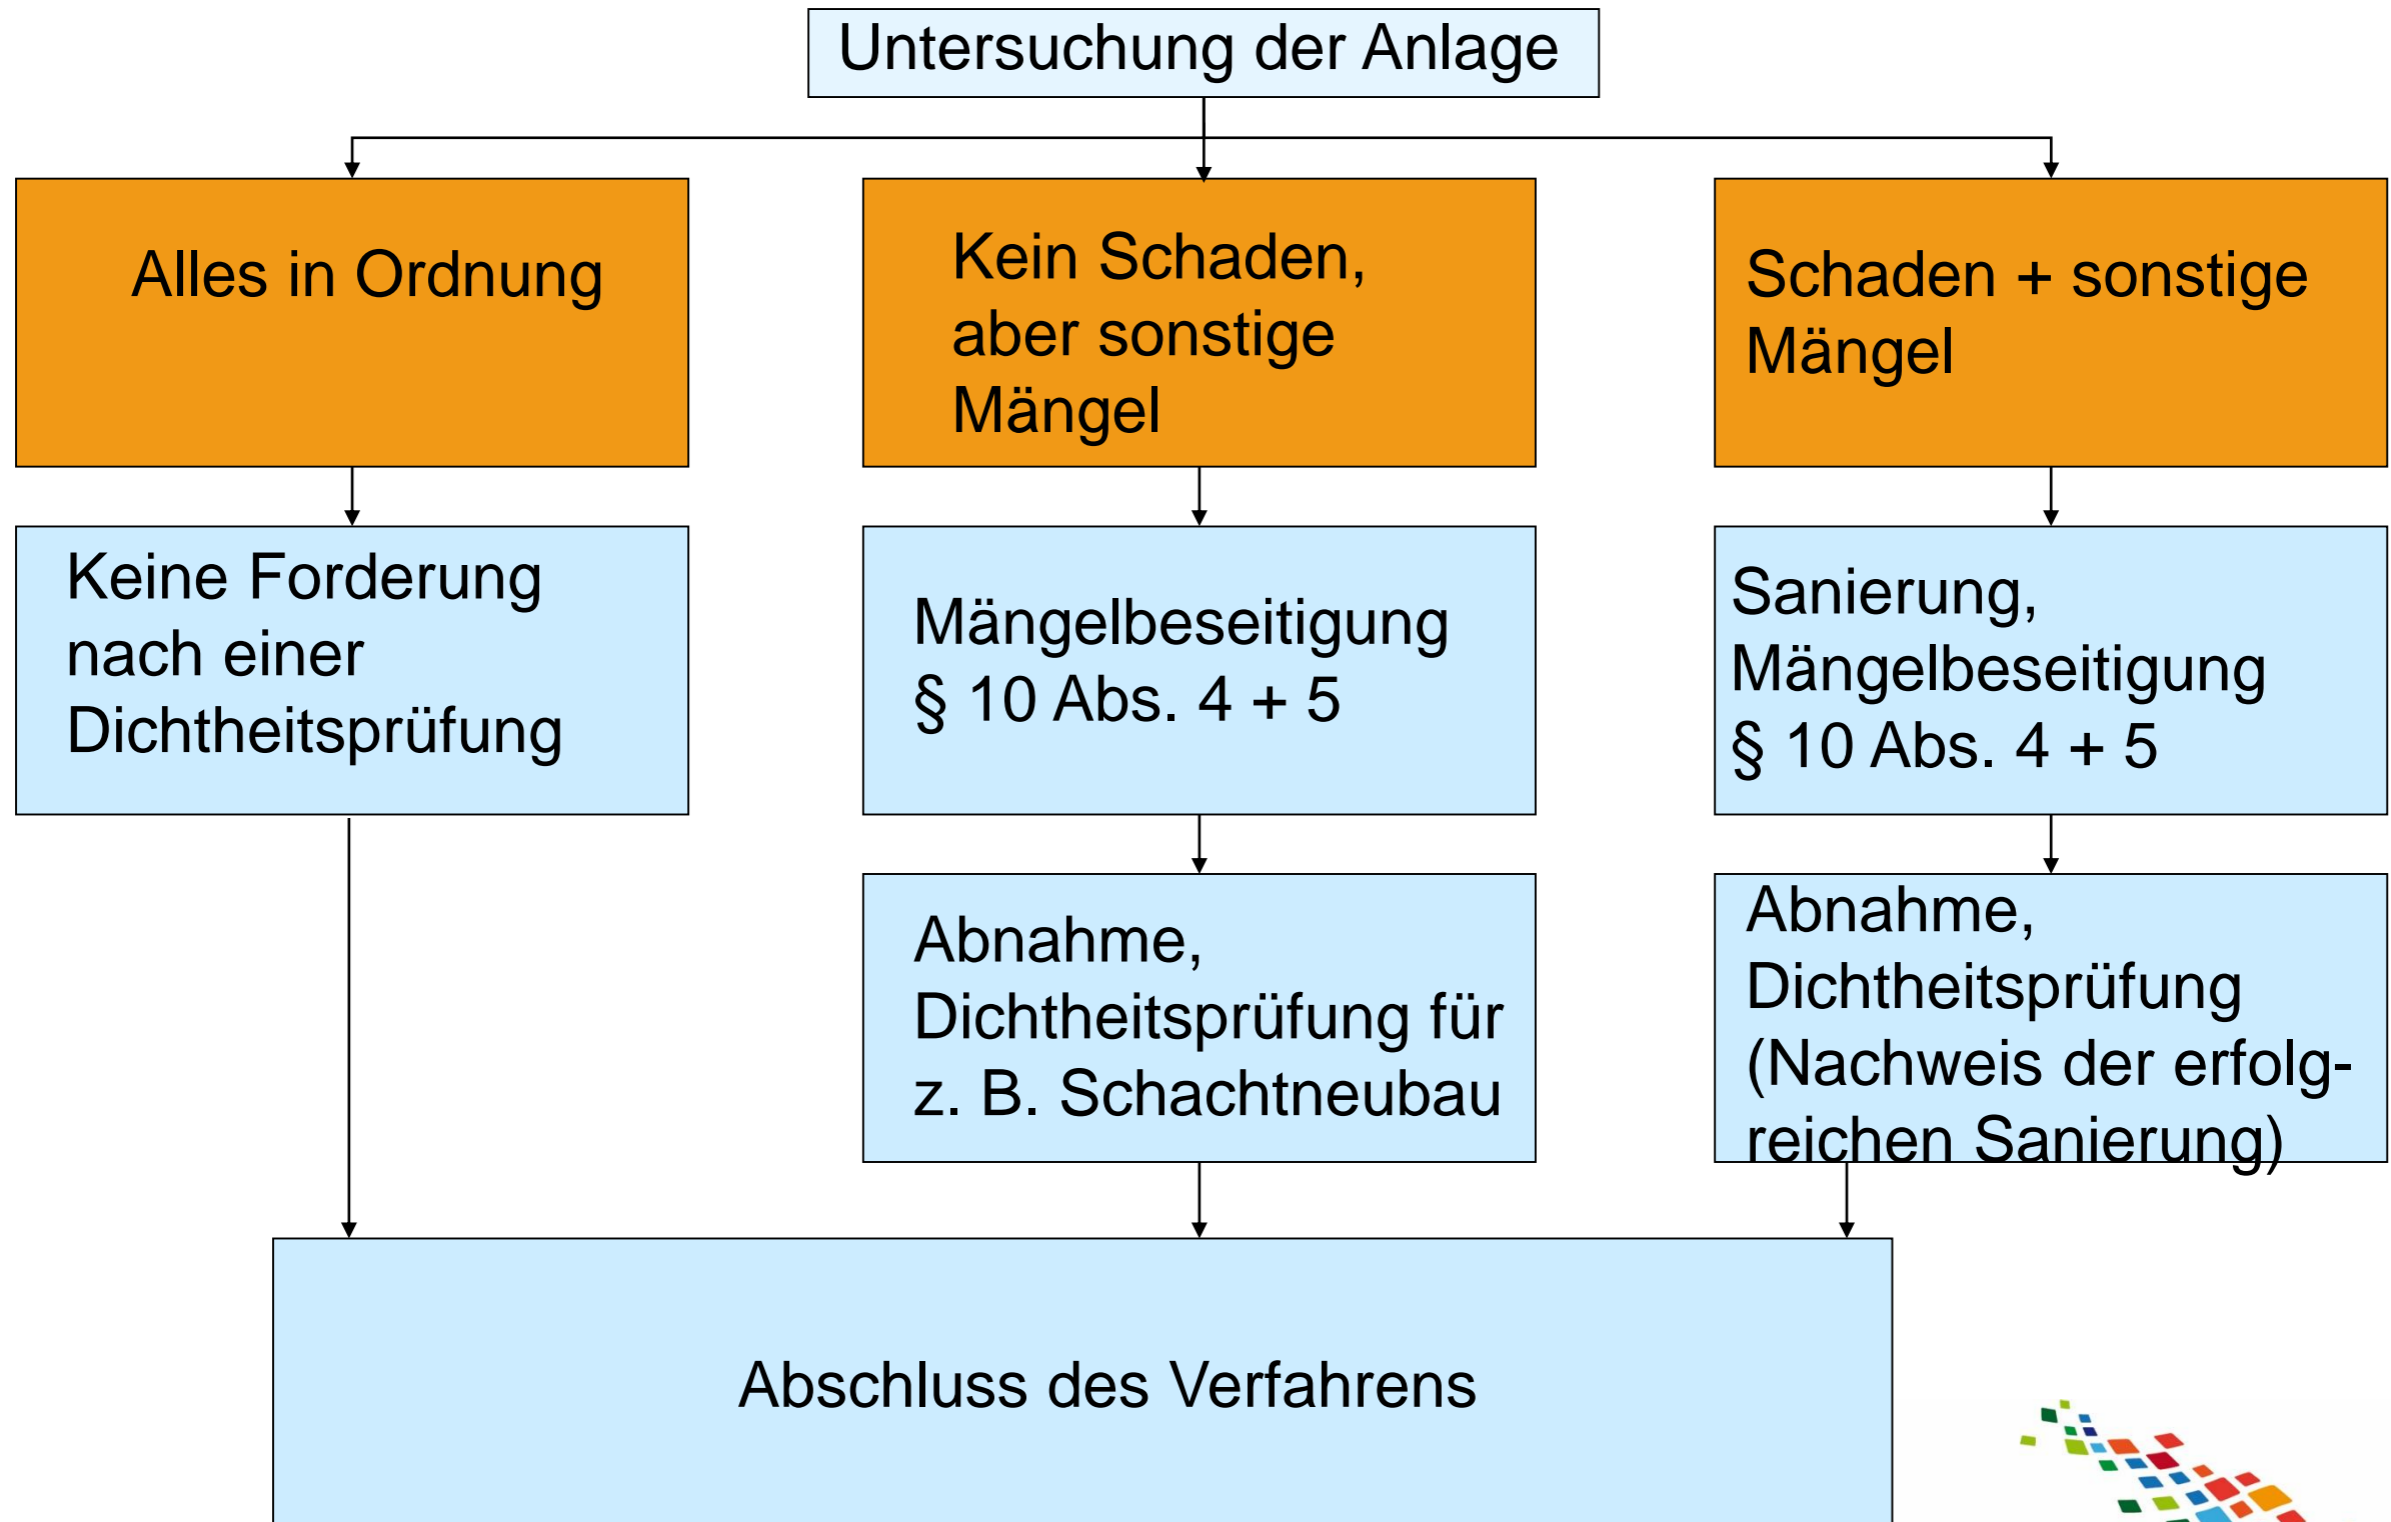 Untersuchung der Anlage
Alles in Ordnung
Kein Schaden,
aber sonstige
Mängel
Schaden + sonstige
Mängel
Keine Forderung
nach einer
Dichtheitsprüfung
Mängelbeseitigung
§ 10 Abs. 4 + 5
Sanierung,
Mängelbeseitigung
§ 10 Abs. 4 + 5
Abnahme,
Dichtheitsprüfung für
z. B. Schachtneubau
Abnahme,
Dichtheitsprüfung
(Nachweis der erfolg-
reichen Sanierung)
Abschluss des Verfahrens